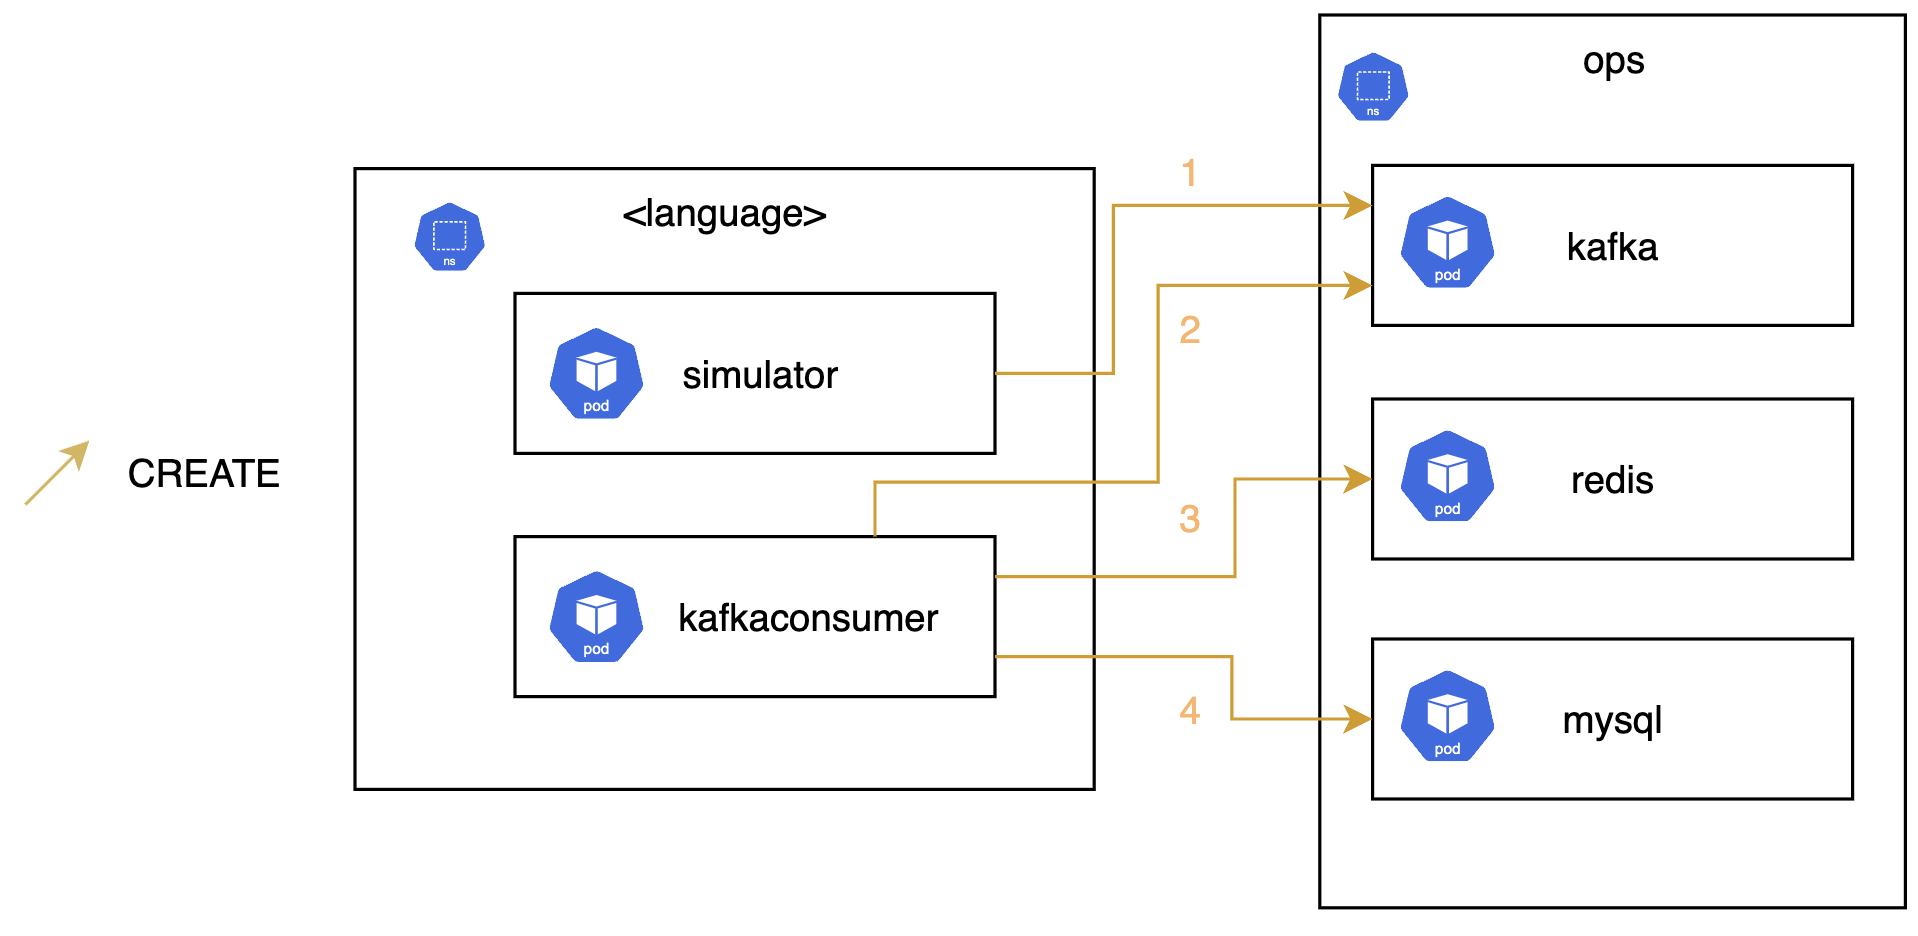 ops
ns
1
kafka
pod
<language>
ns
2
simulator
pod
CREATE
redis
pod
3
kafkaconsumer
pod
4
mysql
pod